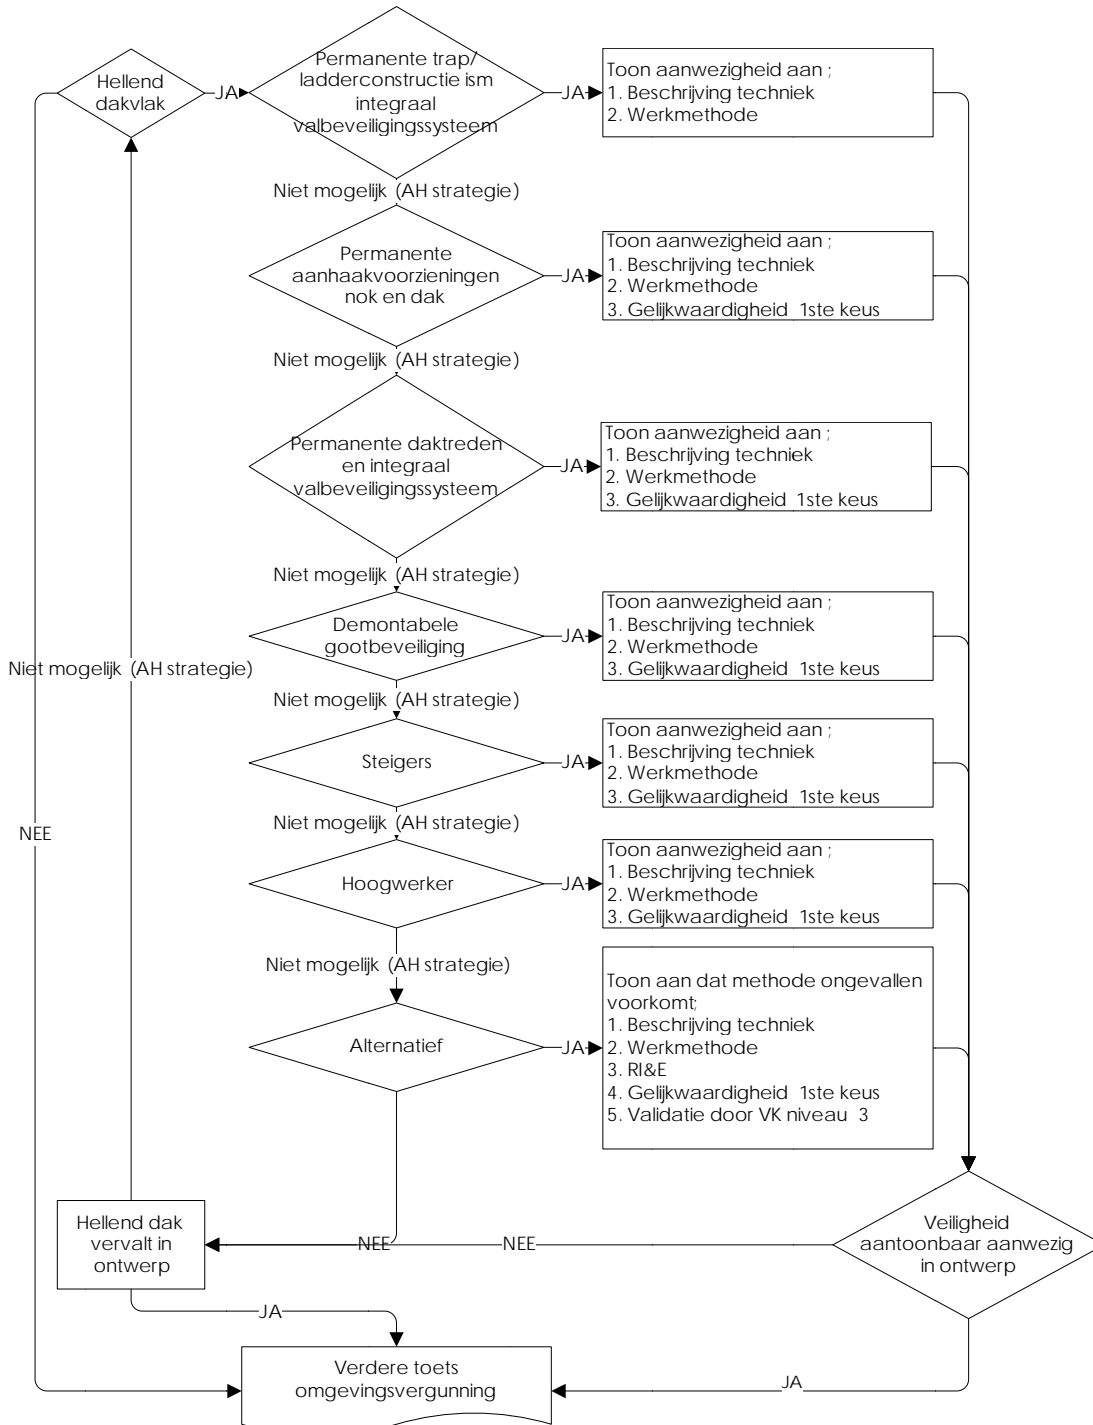 Hellend
dakvlak
JA
Permanente trap/
ladderconstructie ism
integraal
valbeveiligingssysteem
JA
Toon aanwezigheid aan ;
1. Beschrijving techniek
2. Werkmethode
Niet mogelijk (AH strategie)
Permanente
aanhaakvoorzieningen
nok en dak
JA
Toon aanwezigheid aan ;
1. Beschrijving techniek
2. Werkmethode
3. Gelijkwaardigheid 1ste keus
Niet mogelijk (AH strategie)
Permanente daktreden
en integraal
valbeveiligingssysteem
JA
Toon aanwezigheid aan ;
1. Beschrijving techniek
2. Werkmethode
3. Gelijkwaardigheid 1ste keus
Niet mogelijk (AH strategie)
Demontabele
gootbeveiliging
JA
Toon aanwezigheid aan ;
1. Beschrijving techniek
2. Werkmethode
3. Gelijkwaardigheid 1ste keus
Niet mogelijk (AH strategie)
Niet mogelijk (AH strategie)
Steigers
JA
Toon aanwezigheid aan ;
1. Beschrijving techniek
2. Werkmethode
3. Gelijkwaardigheid 1ste keus
NEE
Niet mogelijk (AH strategie)
Hoogwerker
JA
Toon aanwezigheid aan ;
1. Beschrijving techniek
2. Werkmethode
3. Gelijkwaardigheid 1ste keus
Niet mogelijk (AH strategie)
Alternatief
JA
Toon aan dat methode ongevallen
voorkomt;
1. Beschrijving techniek
2. Werkmethode
3. RI&E
4. Gelijkwaardigheid 1ste keus
5. Validatie door VK niveau 3
Hellend dak
vervalt in
ontwerp
NEE
NEE
Veiligheid
aantoonbaar aanwezig
in ontwerp
JA
Verdere toets
omgevingsvergunning
JA